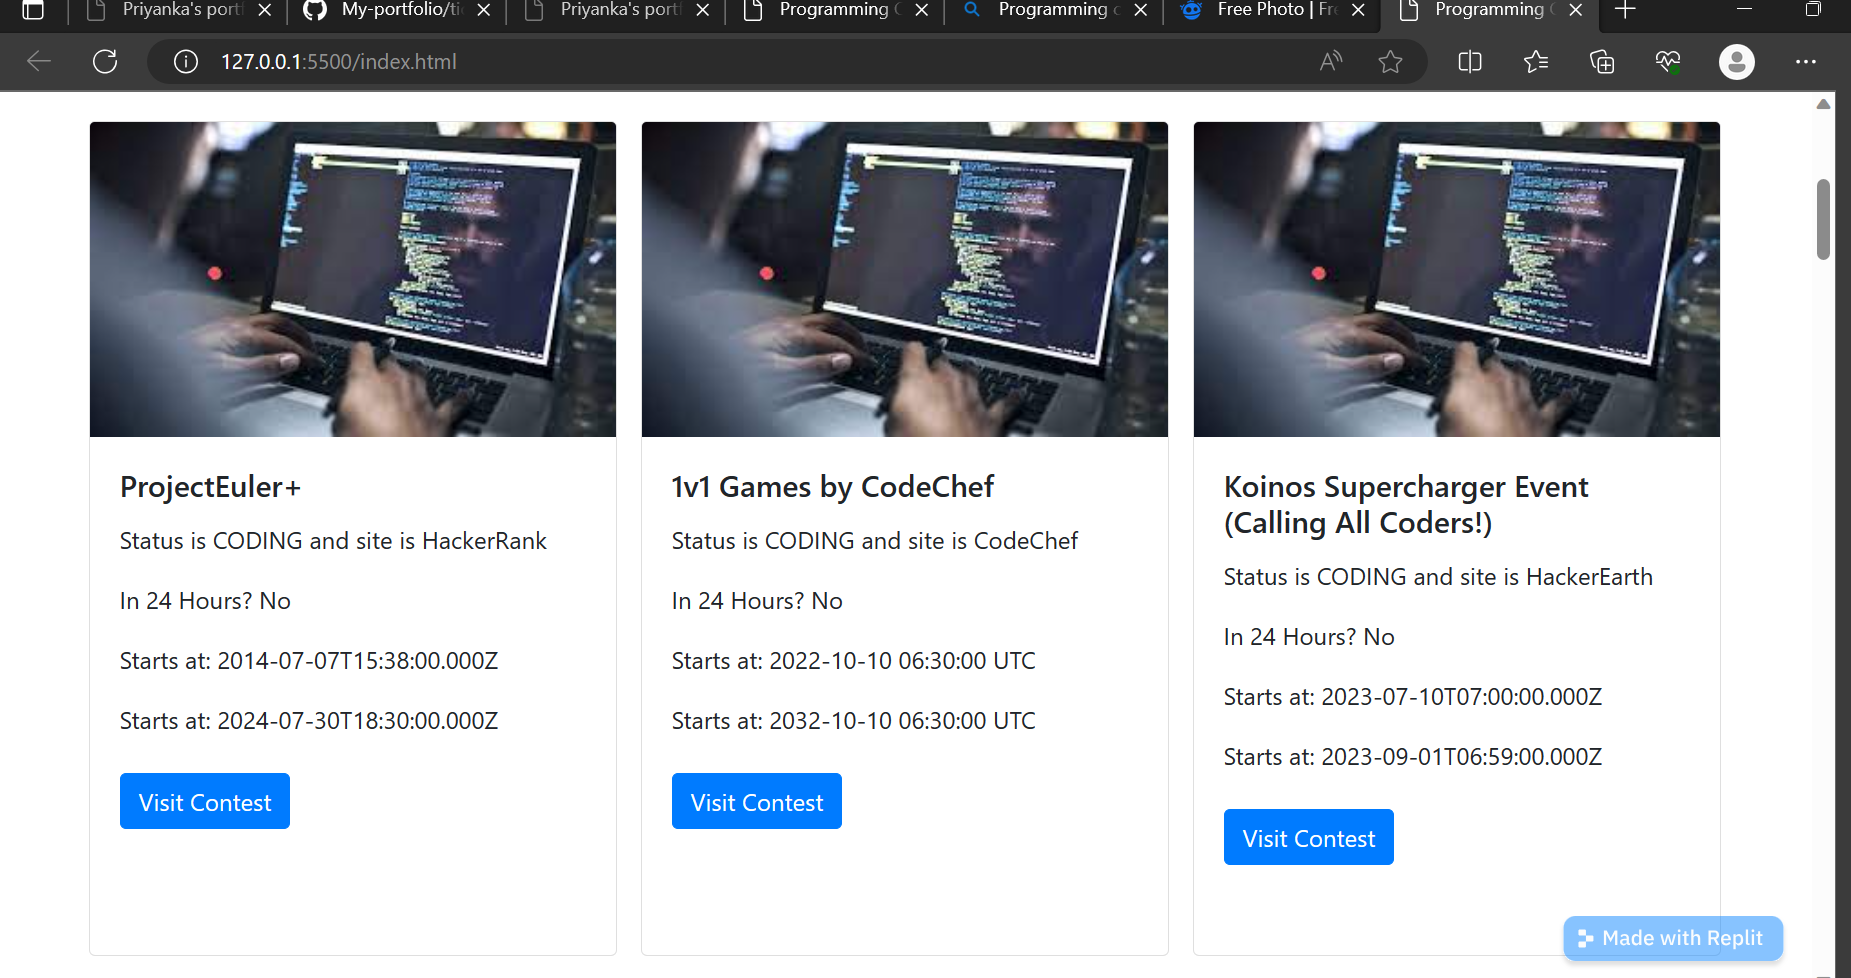 Priyanka's portf
My-portfolio/tic
Priyanka's portf
Programming C
Programming c
Free Photo | Fre
Programming C
127.0.0.1:5500/index.html
ProjectEuler+
Status is CODING and site is HackerRank
In 24 Hours? No
Starts at: 2014-07-07T15:38:00.000Z
Starts at: 2024-07-30T18:30:00.000Z
Visit Contest
1v1 Games by CodeChef
Status is CODING and site is CodeChef
In 24 Hours? No
Starts at: 2022-10-10 06:30:00 UTC
Starts at: 2032-10-10 06:30:00 UTC
Visit Contest
Koinos Supercharger Event
(Calling All Coders!)
Status is CODING and site is HackerEarth
In 24 Hours? No
Starts at: 2023-07-10T07:00:00.000Z
Starts at: 2023-09-01T06:59:00.000Z
Visit Contest
Made with Replit